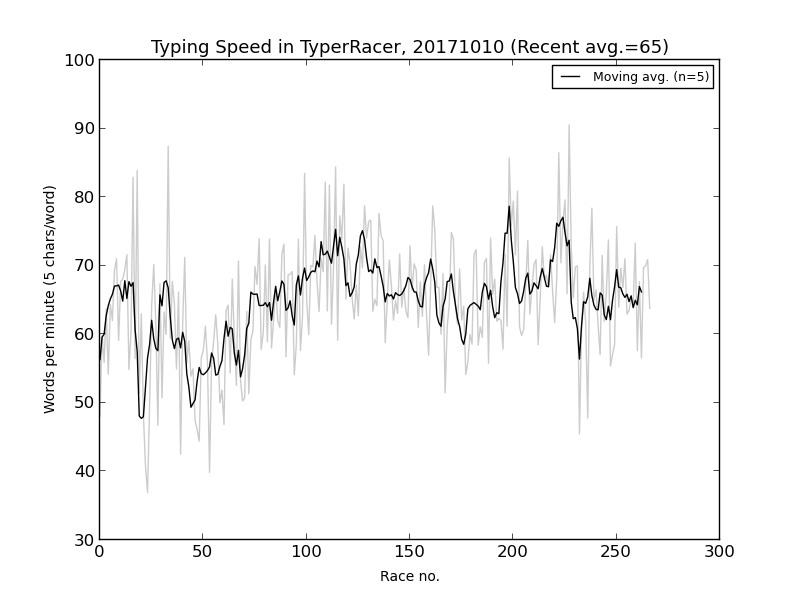 Typing Speed in TyperRacer, 20171010 (Recent avg.=65)
Moving avg. (n=5)
Words per minute (5 chars/word)
100
90
80
70
60
50
40
30
0 50 100 150 200 250 300
Race no.